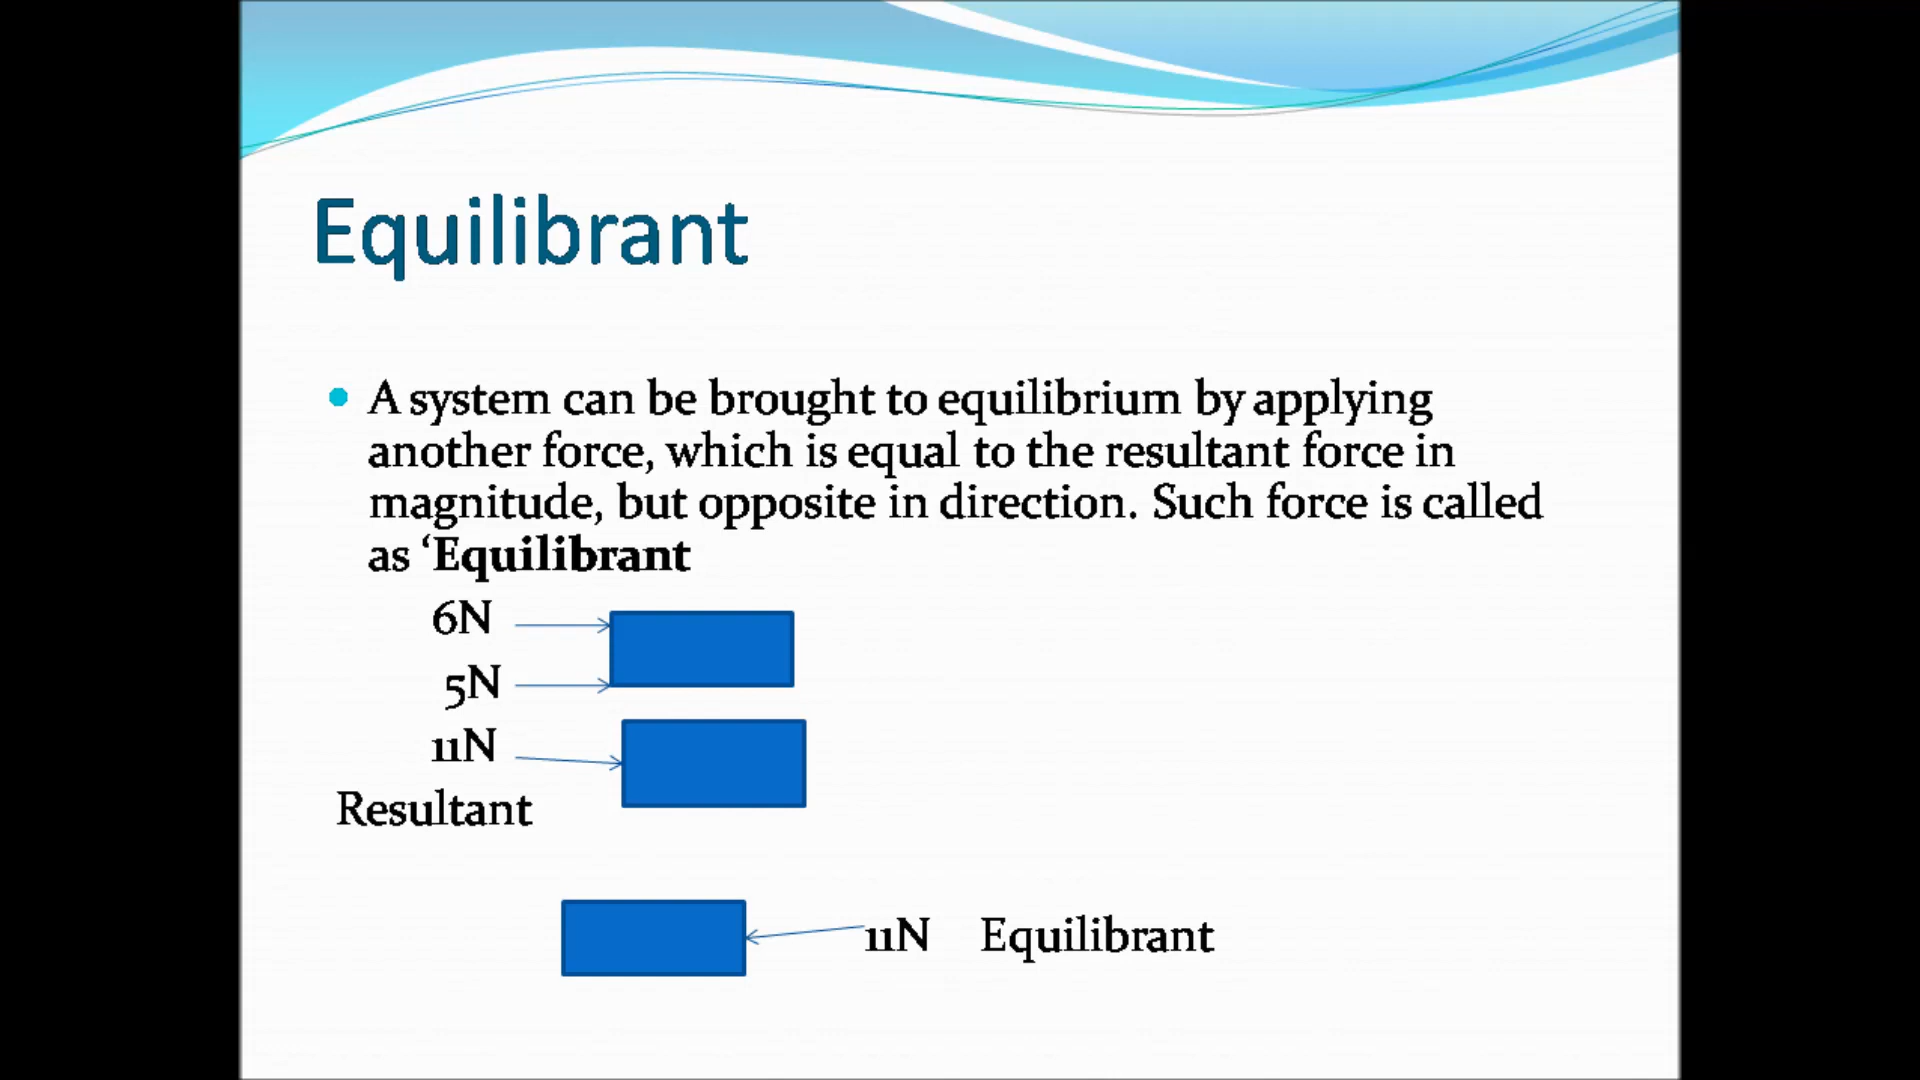 Equilibrant
A system can be brought to equilibrium by applying
another force, which is equal to the resultant force in
magnitude, but opposite in direction. Such force is called
as ‘Equilibrant
6N
5N
11N
Resultant
11N Equilibrant